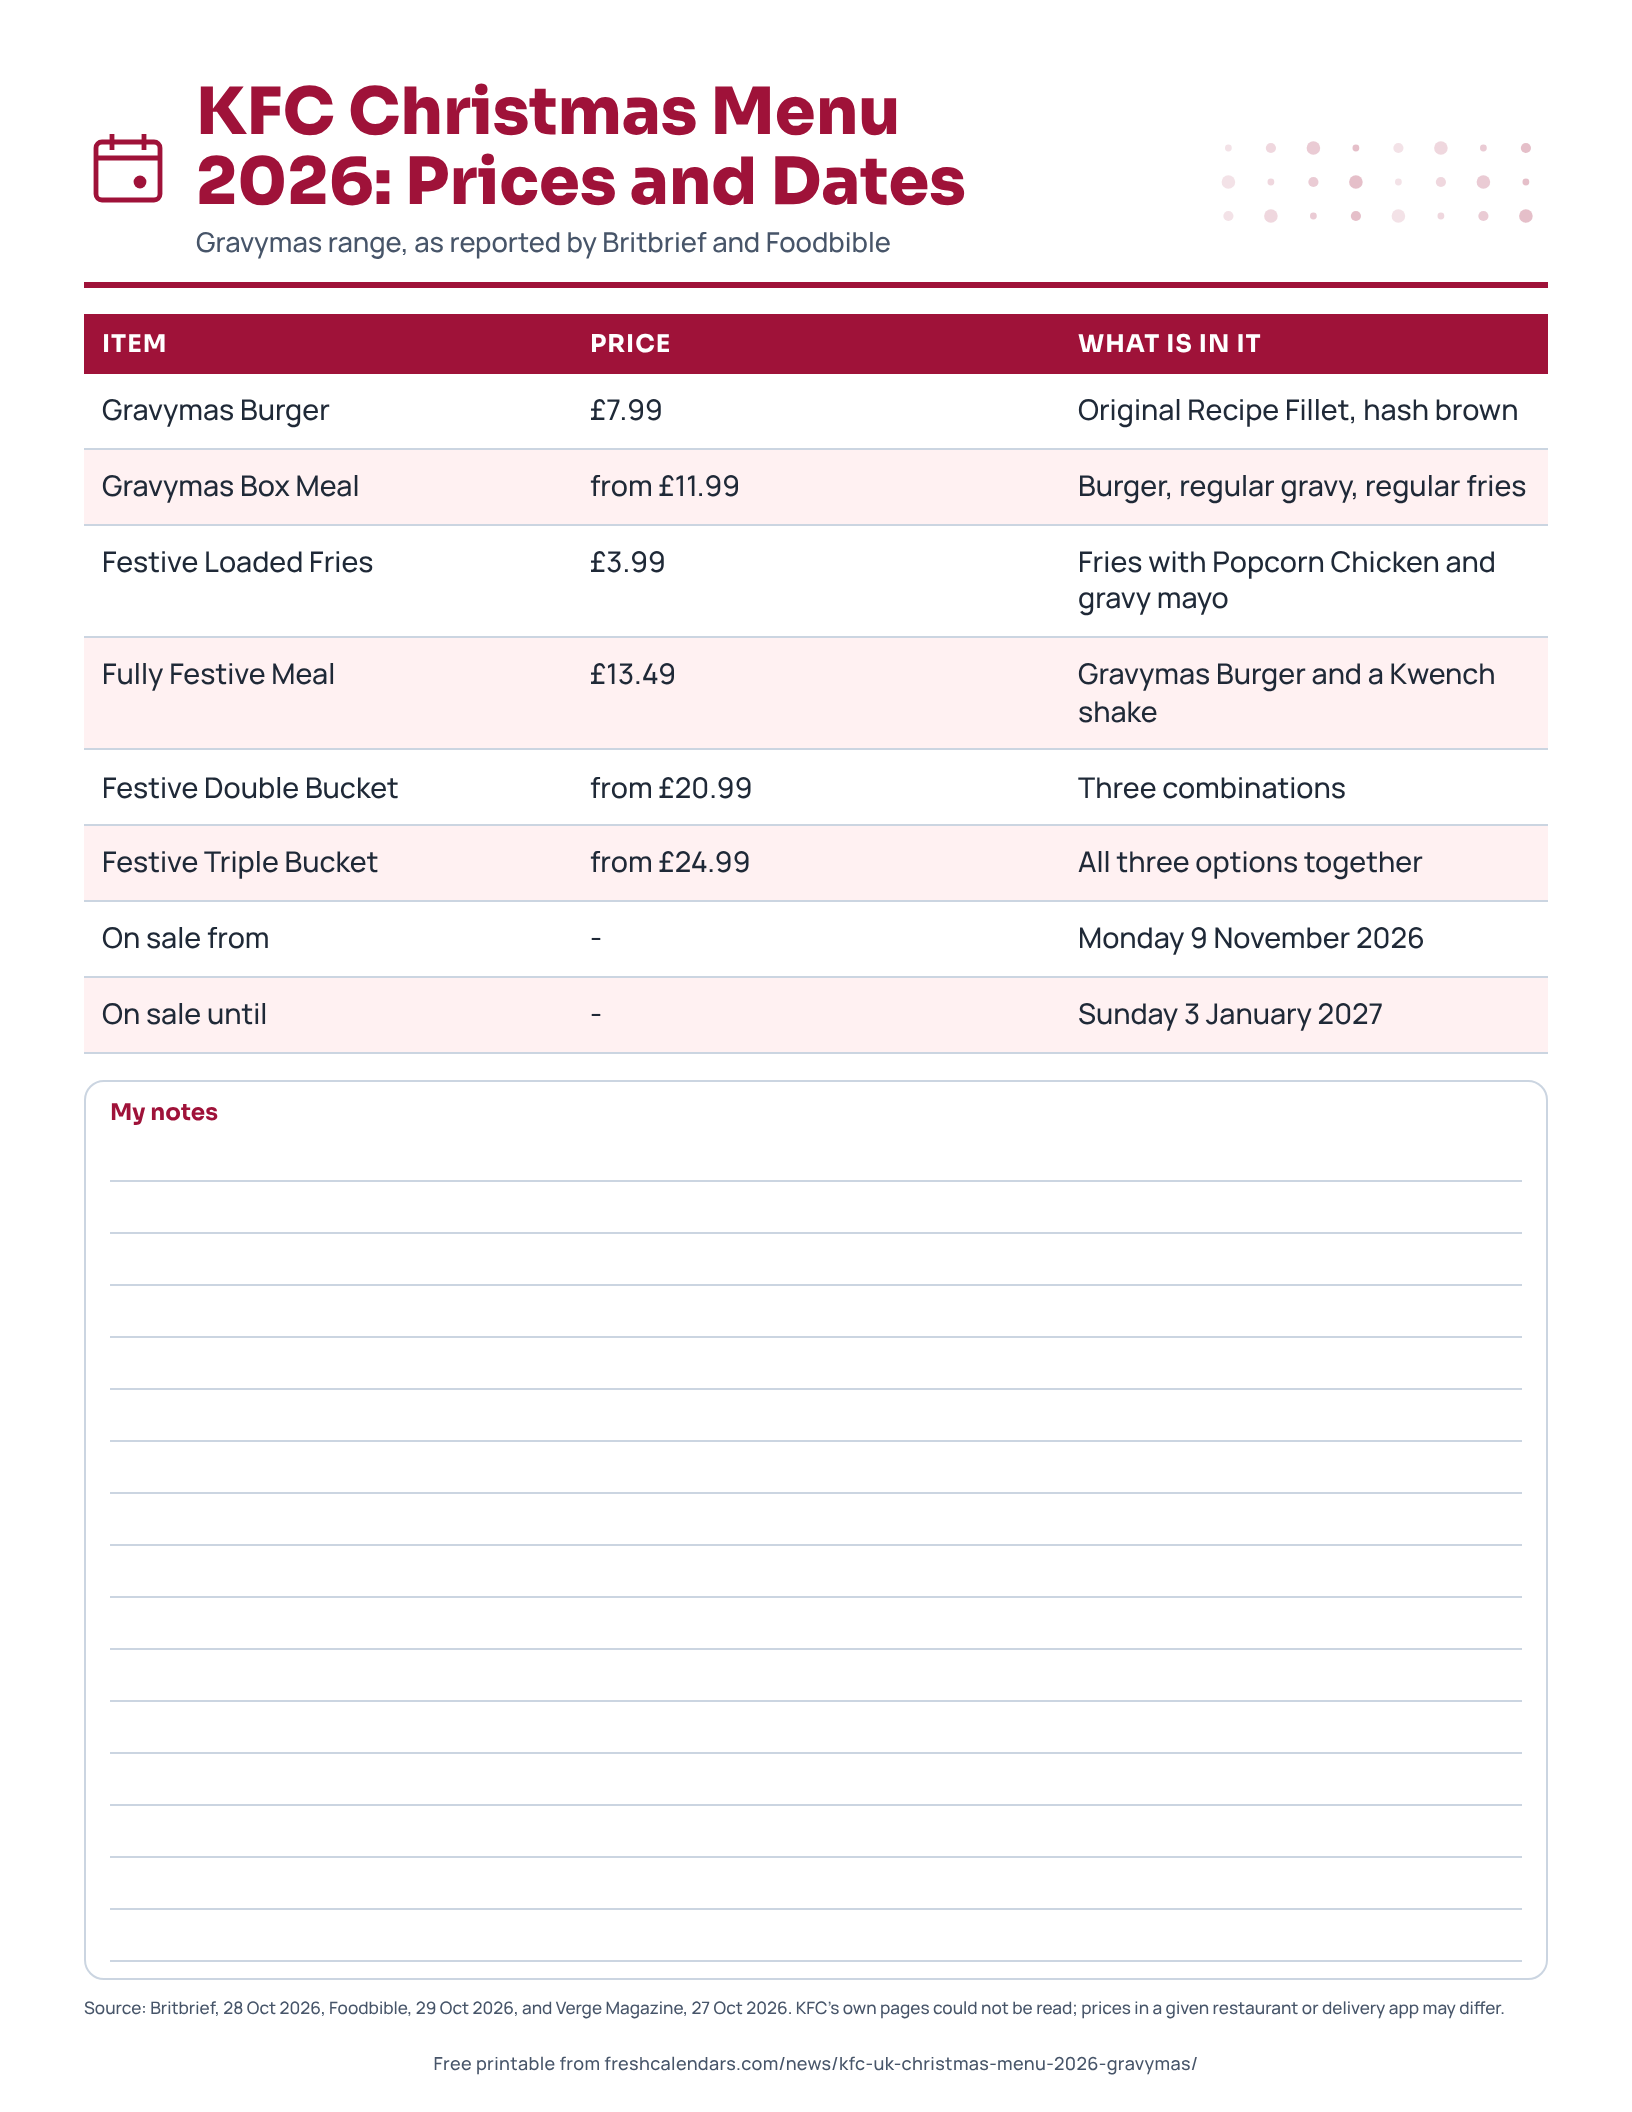 KFC Christmas Menu
2026: Prices and Dates
Gravymas range, as reported by Britbrief and Foodbible
ITEM PRICE WHAT IS IN IT
Gravymas Burger £7.99 Original Recipe Fillet, hash brown
Gravymas Box Meal from £11.99 Burger, regular gravy, regular fries
Festive Loaded Fries £3.99 Fries with Popcorn Chicken and
gravy mayo
Fully Festive Meal £13.49 Gravymas Burger and a Kwench
shake
Festive Double Bucket from £20.99 Three combinations
Festive Triple Bucket from £24.99 All three options together
On sale from - Monday 9 November 2026
On sale until - Sunday 3 January 2027
My notes
Source: Britbrief, 28 Oct 2026, Foodbible, 29 Oct 2026, and Verge Magazine, 27 Oct 2026. KFC's own pages could not be read; prices in a given restaurant or delivery app may differ.
Free printable from freshcalendars.com/news/kfc-uk-christmas-menu-2026-gravymas/